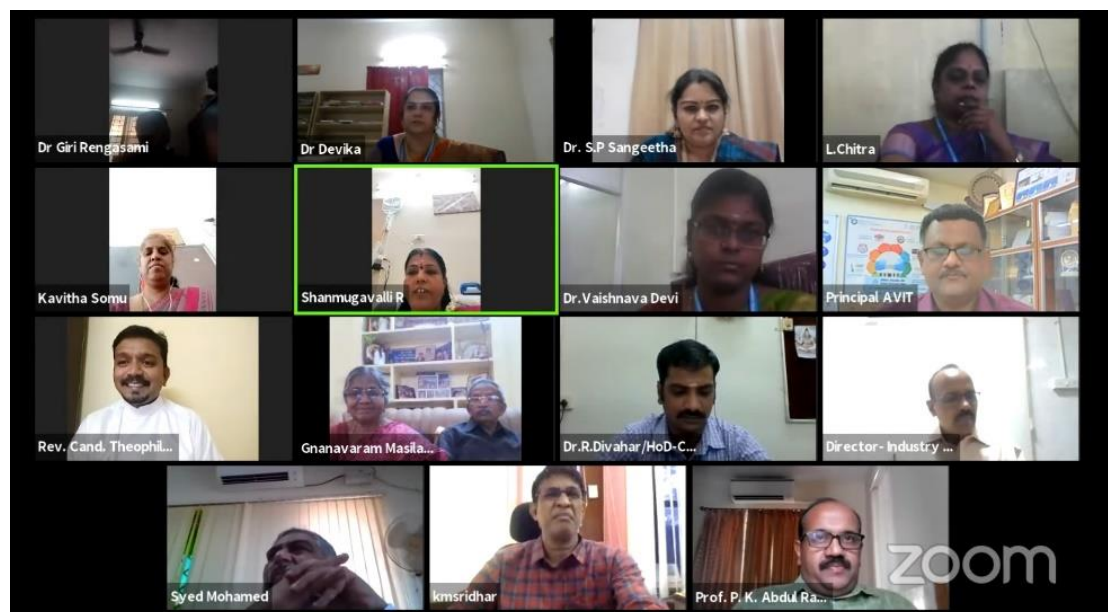 Dr Giri Rengasami
Dr Devika
Dr. S.P Sangeetha
L.Chitra
Kavitha Somu
Shanmugavalli R
Dr.Vaishnava Devi
Principal AVIT
Rev. Cand. Theophil...
Gnanavaram Masila...
Dr.R.Divahar/HoD-C...
Director- Industry ...
Syed Mohamed
kmsridhar
Prof. P. K. Abdul Ra...
zoom